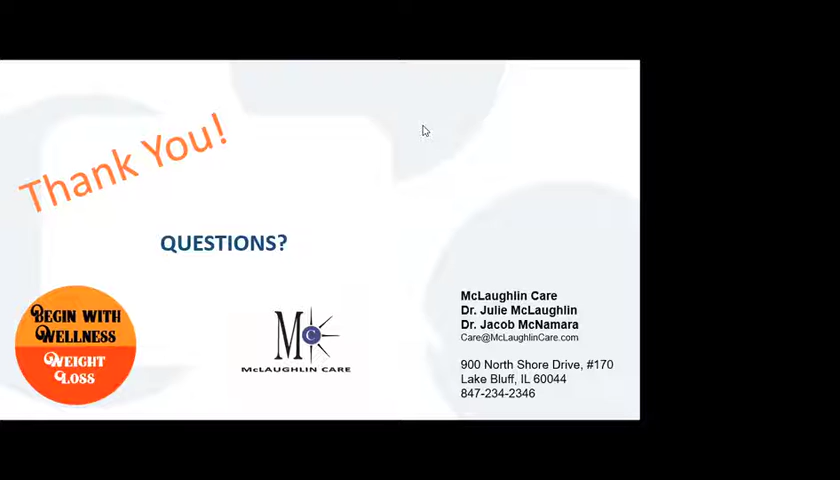 Thank You!
QUESTIONS?
BEGIN WITH
WELLNESS
WEIGHT
LOSS
M C
MCLAUGHLIN CARE
McLaughlin Care
Dr. Julie McLaughlin
Dr. Jacob McNamara
Care@McLaughlinCare.com
900 North Shore Drive, #170
Lake Bluff, IL 60044
847-234-2346